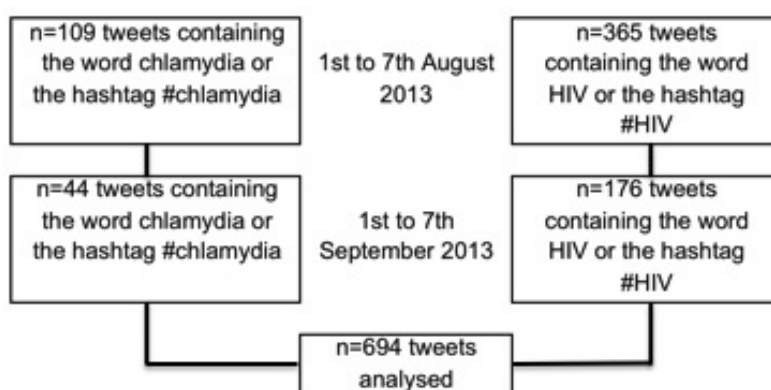 n=109 tweets containing
the word chlamydia or
the hashtag #chlamydia
1st to 7th August
2013
n=365 tweets
containing the word
HIV or the hashtag
#HIV
n=44 tweets containing
the word chlamydia or
the hashtag #chlamydia
1st to 7th
September 2013
n=176 tweets
containing the word
HIV or the hashtag
#HIV
n=694 tweets
analysed